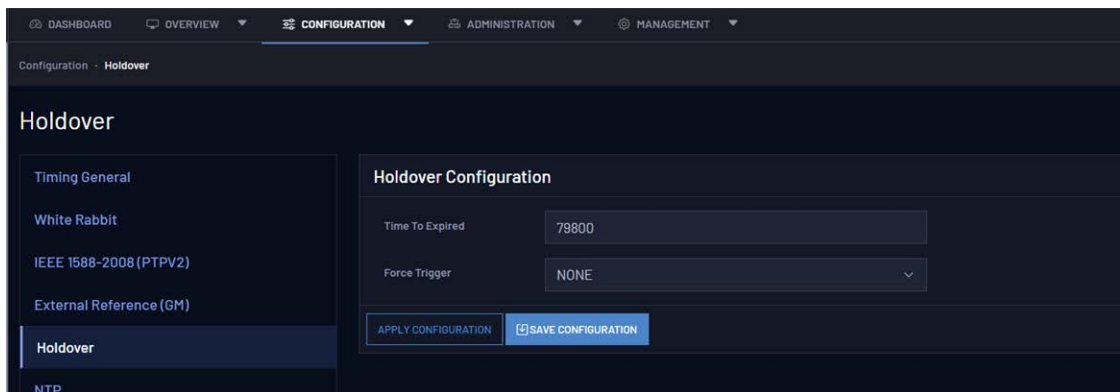 DASHBOARD OVERVIEW CONFIGURATION ADMINISTRATION MANAGEMENT
Configuration - Holdover
Holdover
Timing General
White Rabbit
IEEE 1588-2008 (PTPV2)
External Reference (GM)
Holdover
NTP
Holdover Configuration
Time To Expired 79800
Force Trigger NONE
APPLY CONFIGURATION SAVE CONFIGURATION